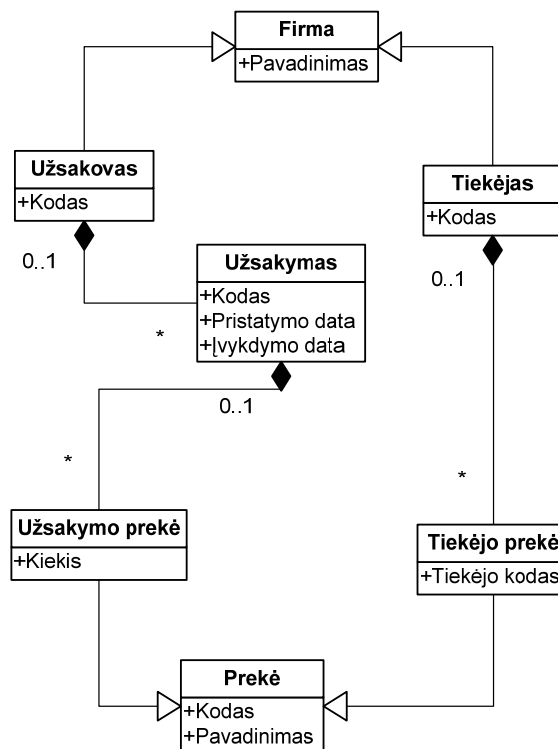 Firma
+Pavadinimas
Užsakovas
+Kodas
Tiekėjas
+Kodas
0..1
0..1
Užsakymas
+Kodas
+Pristatymo data
+Įvykdymo data
*
0..1
*
*
Užsakymo prekė
+Kiekis
Tiekėjo prekė
+Tiekėjo kodas
Prekė
+Kodas
+Pavadinimas